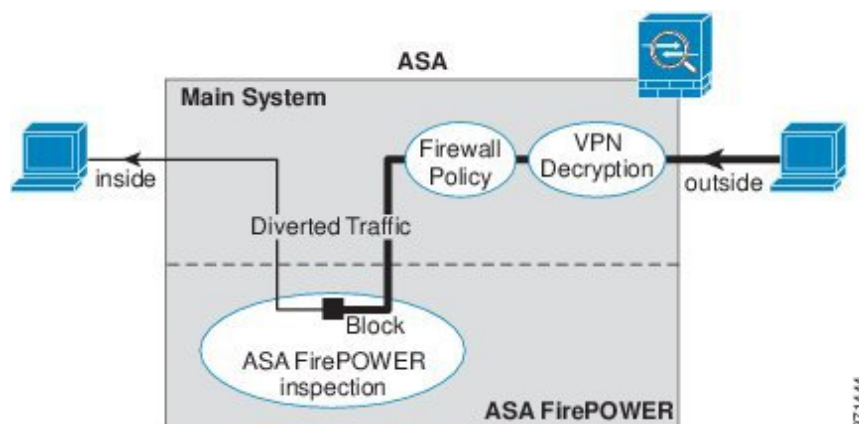 ASA
Main System
Firewall
Policy
VPN
Decryption
inside
outside
Diverted Traffic
Block
ASA FirePOWER
inspection
ASA FirePOWER